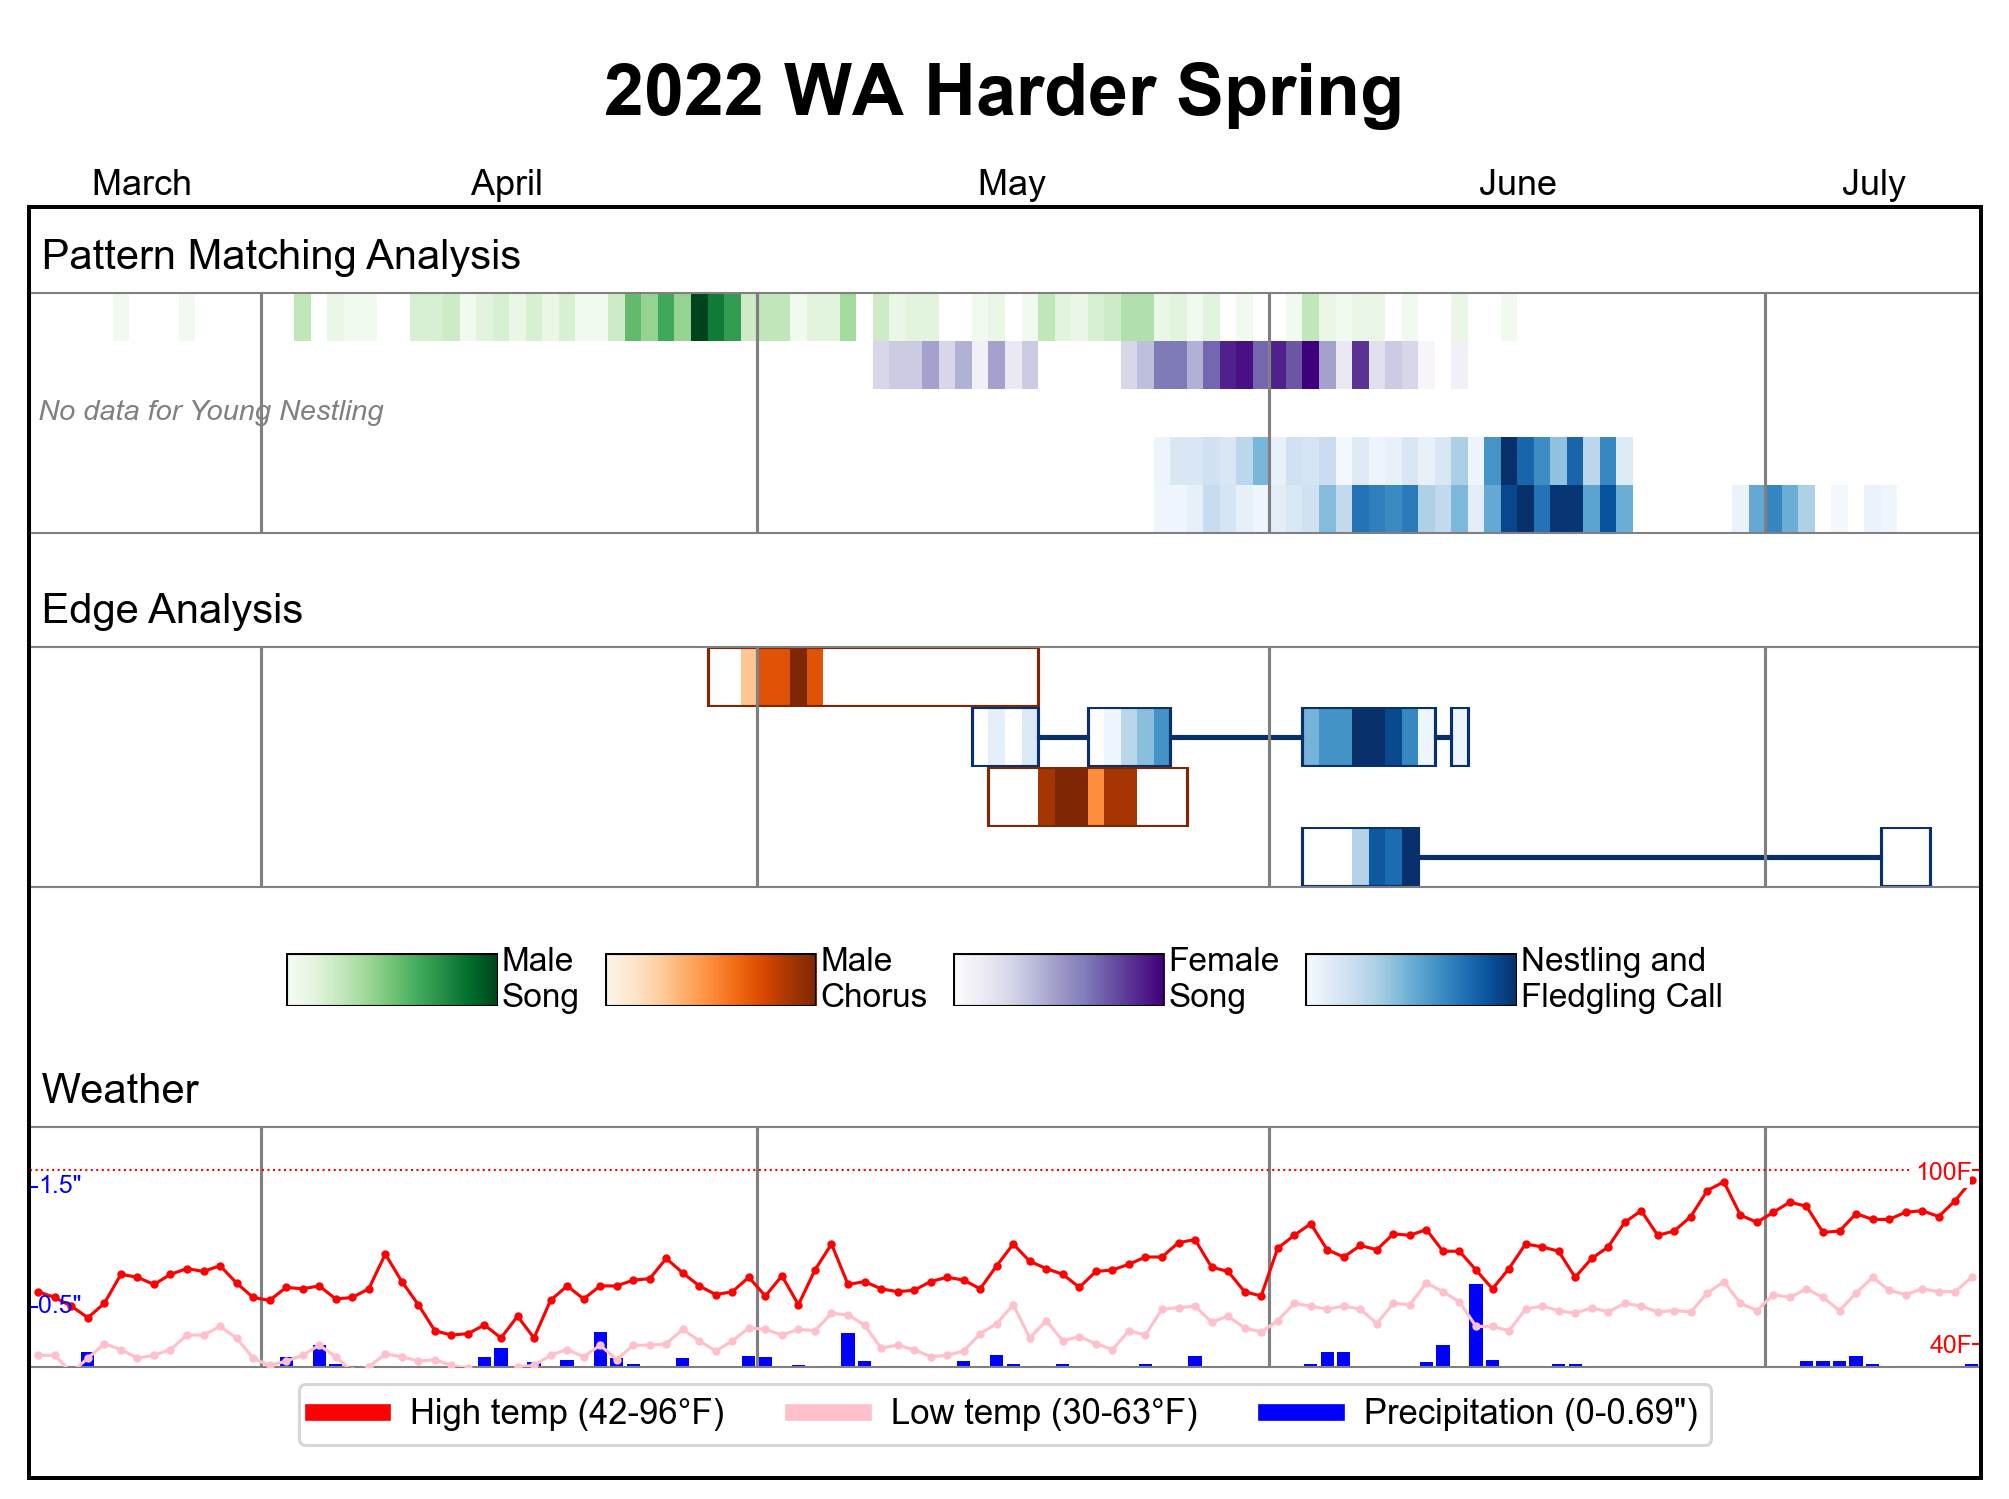 2022 WA Harder Spring
March April May June July
Pattern Matching Analysis
No data for Young Nestling
Edge Analysis
Male
Song
Male
Chorus
Female
Song
Nestling and
Fledgling Call
Weather
1.5"
100F
0.5"
40F
High temp (42-96°F) Low temp (30-63°F) Precipitation (0-0.69")